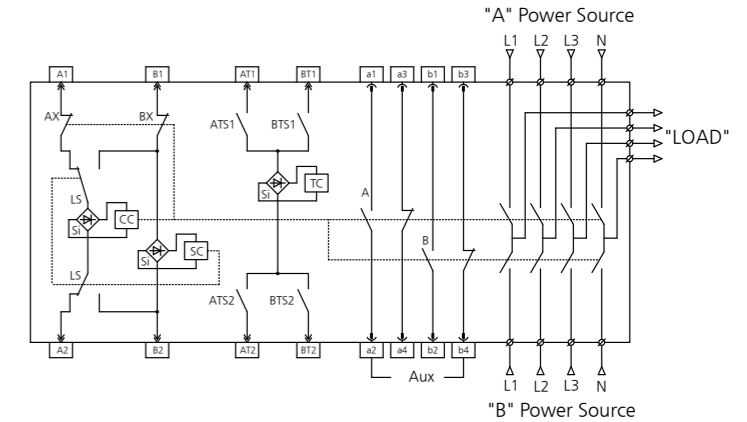 "A" Power Source
L1 L2 L3 N
A1 B1 AT1 BT1 a1 a3 b1 b3
AX BX ATS1 BTS1
"LOAD"
TC
Si
A
LS
CC
Si
B
SC
Si
LS
ATS2 BTS2
A2 B2 AT2 BT2 a2 a4 b2 b4
Aux
L1 L2 L3 N
"B" Power Source